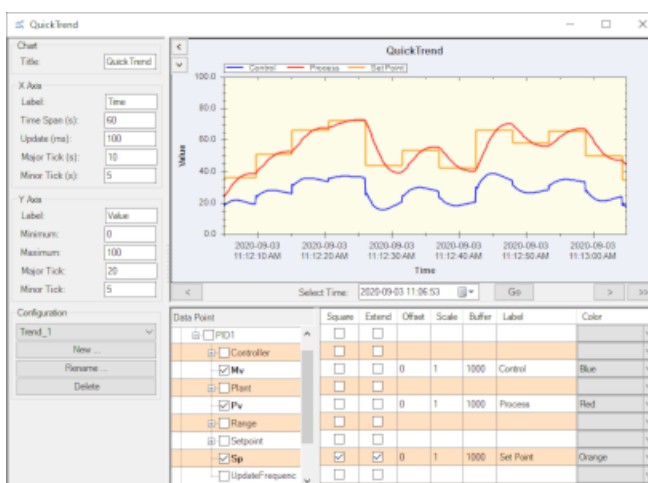 QuickTrend
Chart
Title: QuickTrend
X Axis
Label: Time
Time Span (s): 60
Update (ms): 100
Major Tick (s): 10
Minor Tick (s): 5
Y Axis
Label: Value
Minimum: 0
Maximum: 100
Major Tick: 20
Minor Tick: 5
Configuration
Trend_1
New ...
Rename ...
Delete
QuickTrend
Control Process Set Point
100.0
80.0
60.0
40.0
20.0
0.0
Value
2020-09-03 2020-09-03 2020-09-03 2020-09-03 2020-09-03 2020-09-03
11:12:10 AM 11:12:20 AM 11:12:30 AM 11:12:40 AM 11:12:50 AM 11:13:00 AM
Time
< Select Time: 2020-09-03 11:06:53 Go > >>
Data Point Square Extend Offset Scale Buffer Label Color
PID1
Controller
Mv 0 1 1000 Control Blue
Plant
Pv 0 1 1000 Process Red
Range
Setpoint
Sp 0 1 1000 Set Point Orange
UpdateFrequenc